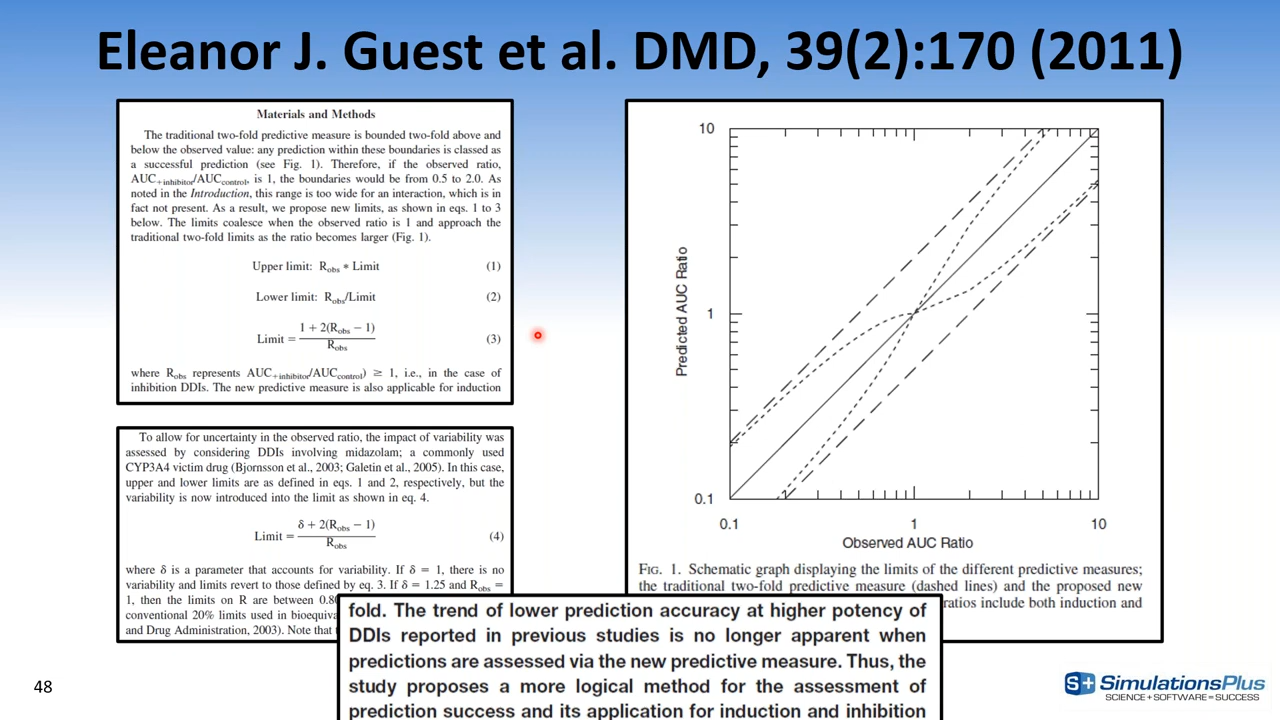 Eleanor J. Guest et al. DMD, 39(2):170 (2011)
Materials and Methods
The traditional two-fold predictive measure is bounded two-fold above and
below the observed value: any prediction within these boundaries is classed as
a successful prediction (see Fig. 1). Therefore, if the observed ratio,
AUC+inhibitor/AUCcontrol, is 1, the boundaries would be from 0.5 to 2.0. As
noted in the Introduction, this range is too wide for an interaction, which is in
fact not present. As a result, we propose new limits, as shown in eqs. 1 to 3
below. The limits coalesce when the observed ratio is 1 and approach the
traditional two-fold limits as the ratio becomes larger (Fig. 1).
Upper limit: Robs * Limit (1)
Lower limit: Robs/Limit (2)
Limit = 1 + 2(Robs − 1) / Robs (3)
where Robs represents AUC+inhibitor/AUCcontrol) ≥ 1, i.e., in the case of
inhibition DDIs. The new predictive measure is also applicable for induction
To allow for uncertainty in the observed ratio, the impact of variability was
assessed by considering DDIs involving midazolam; a commonly used
CYP3A4 victim drug (Bjornsson et al., 2003; Galetin et al., 2005). In this case,
upper and lower limits are as defined in eqs. 1 and 2, respectively, but the
variability is now introduced into the limit as shown in eq. 4.
Limit = δ + 2(Robs − 1) / Robs (4)
where δ is a parameter that accounts for variability. If δ = 1, there is no
variability and limits revert to those defined by eq. 3. If δ = 1.25 and Robs =
1, then the limits on R are between 0.8
conventional 20% limits used in
and Drug Administration, 2003). Note that
10
1
0.1
Predicted AUC Ratio
0.1
1
10
Observed AUC Ratio
FIG. 1. Schematic graph displaying the limits of the different predictive measures;
the traditional two-fold predictive measure (dashed lines) and the proposed new
ratios include both induction and
fold. The trend of lower prediction accuracy at higher potency of
DDIs reported in previous studies is no longer apparent when
predictions are assessed via the new predictive measure. Thus, the
study proposes a more logical method for the assessment of
prediction success and its application for induction and inhibition
48
S+ SimulationsPlus
SCIENCE + SOFTWARE = SUCCESS